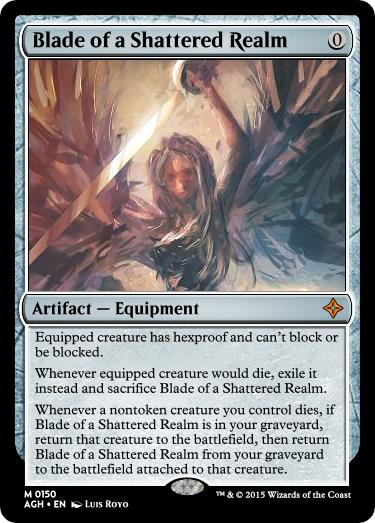 Blade of a Shattered Realm 0
Artifact — Equipment
Equipped creature has hexproof and can't block or
be blocked.
Whenever equipped creature would die, exile it
instead and sacrifice Blade of a Shattered Realm.
Whenever a nontoken creature you control dies, if
Blade of a Shattered Realm is in your graveyard,
return that creature to the battlefield, then return
Blade of a Shattered Realm from your graveyard
to the battlefield attached to that creature.
M 0150
AGH • EN Luis Royo ™ & © 2015 Wizards of the Coast